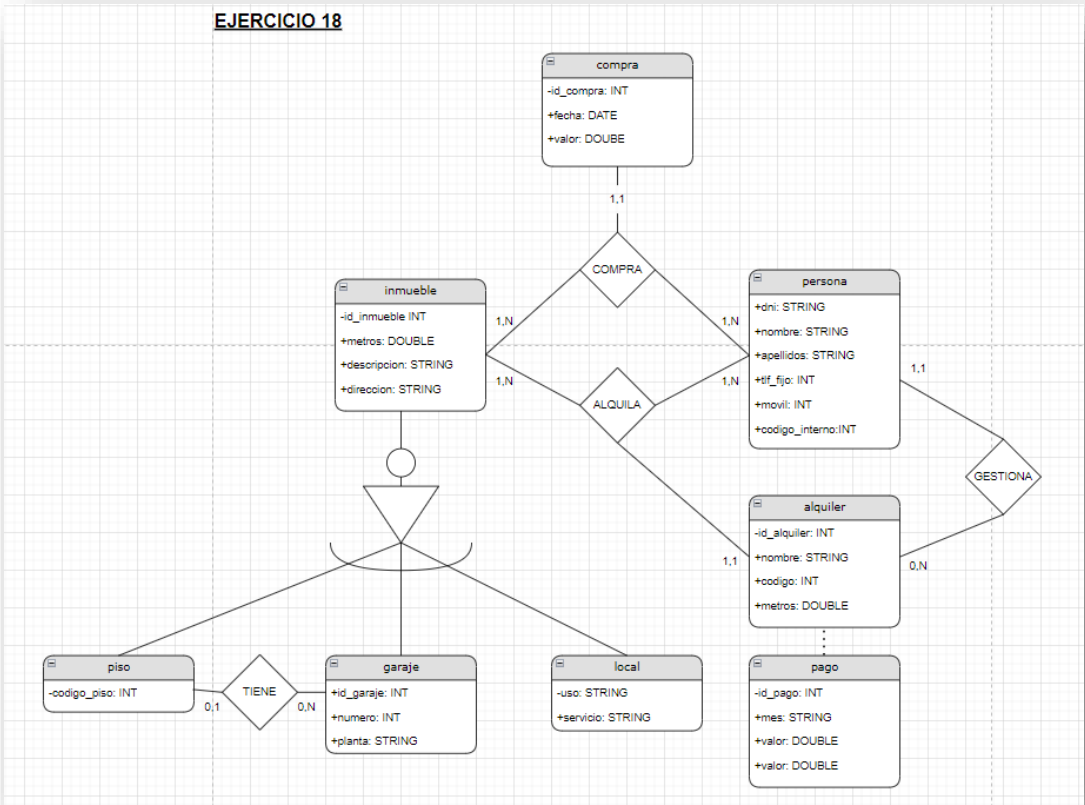 EJERCICIO 18
compra
-id_compra: INT
+fecha: DATE
+valor: DOUBE
1,1
COMPRA
inmueble
-id_inmueble INT
+metros: DOUBLE
+descripcion: STRING
+direccion: STRING
1,N
1,N
1,N
1,N
ALQUILA
persona
+dni: STRING
+nombre: STRING
+apellidos: STRING
+tlf_fijo: INT
+movil: INT
+codigo_interno:INT
1,1
GESTIONA
0,N
1,1
alquiler
-id_alquiler: INT
+nombre: STRING
+codigo: INT
+metros: DOUBLE
piso
-codigo_piso: INT
0,1
TIENE
0,N
garaje
+id_garaje: INT
+numero: INT
+planta: STRING
local
-uso: STRING
+servicio: STRING
pago
-id_pago: INT
+mes: STRING
+valor: DOUBLE
+valor: DOUBLE